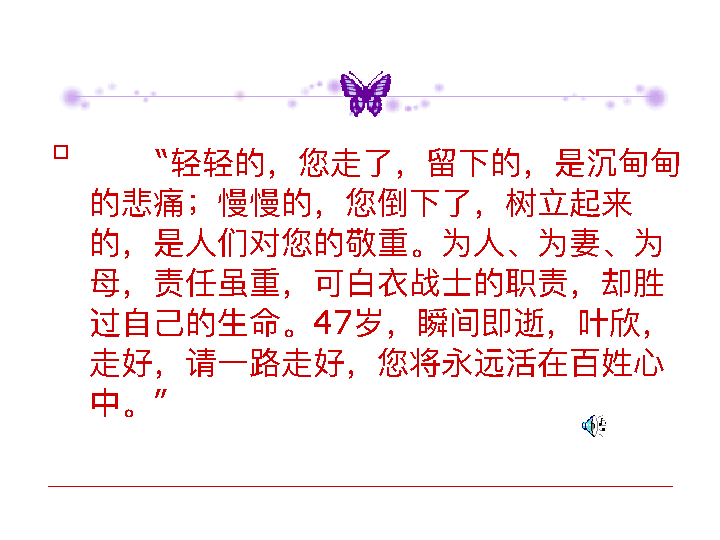 “轻轻的，您走了，留下的，是沉甸甸
的悲痛；慢慢的，您倒下了，树立起来
的，是人们对您的敬重。为人、为妻、为
母，责任虽重，可白衣战士的职责，却胜
过自己的生命。47岁，瞬间即逝，叶欣，
走好，请一路走好，您将永远活在百姓心
中。”